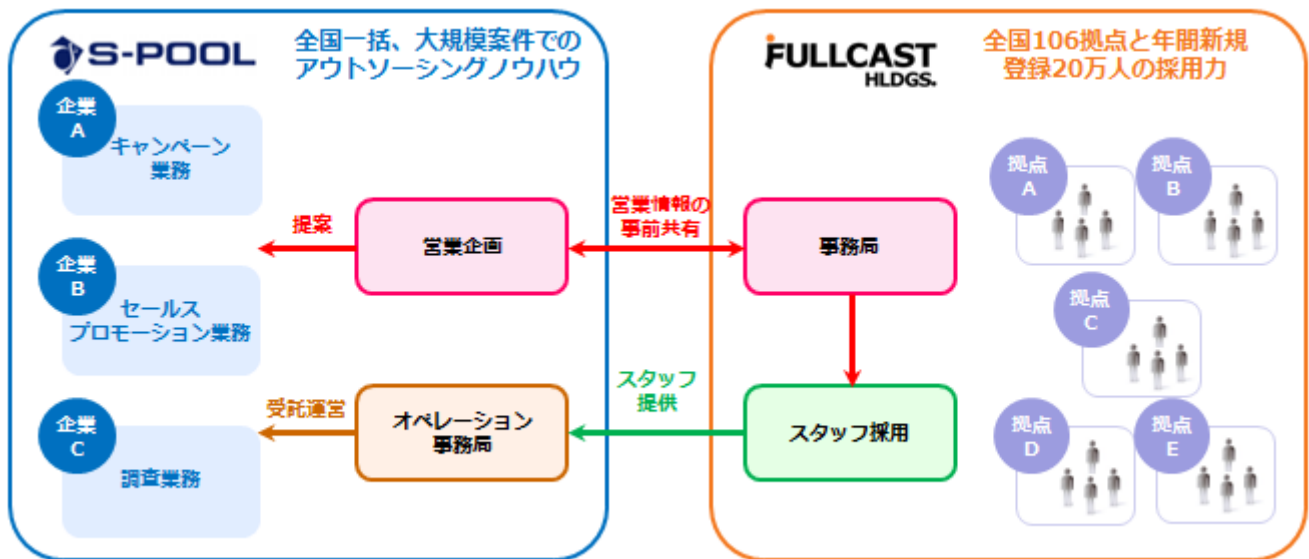 S-POOL
全国一括、大規模案件での
アウトソーシングノウハウ
企業
A
キャンペーン
業務
企業
B
セールス
プロモーション業務
企業
C
調査業務
提案
営業企画
受託運営
オペレーション
事務局
営業情報の
事前共有
スタッフ
提供
FULLCAST
HLDGS.
全国106拠点と年間新規
登録20万人の採用力
事務局
スタッフ採用
拠点
A
拠点
B
拠点
C
拠点
D
拠点
E